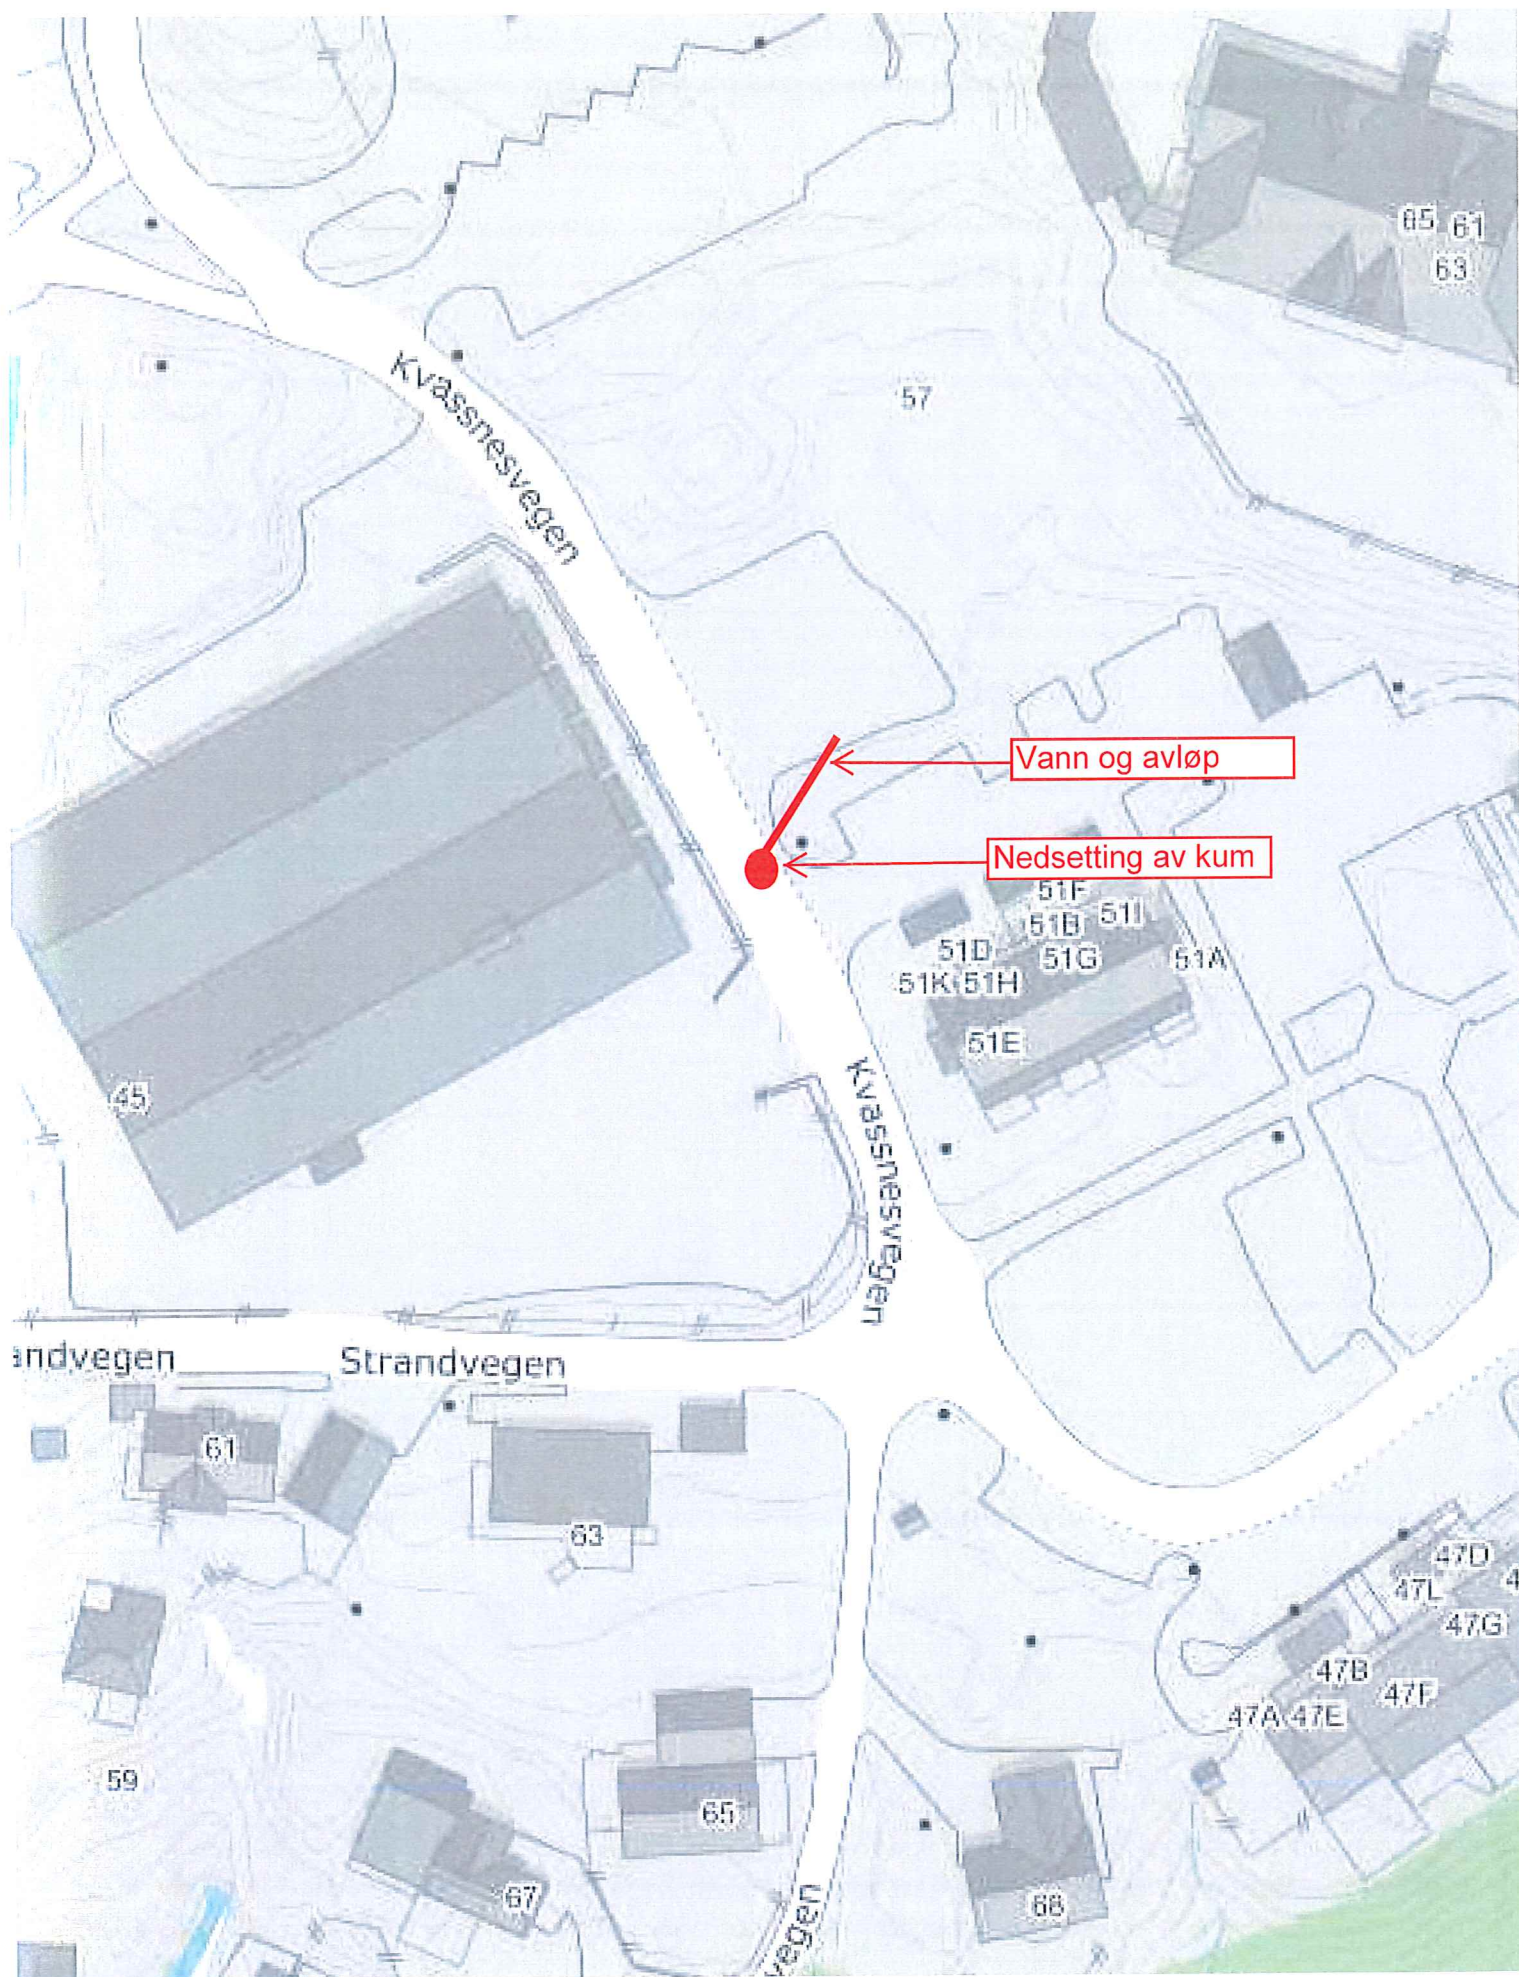 65 61
63
Kvassnesvegen
57
Vann og avløp
Nedsetting av kum
51F
51B 51I
51D 51G 51A
51K 51H
51E
45
Kvassnesvegen
andvegen
Strandvegen
61
63
47D
47L 4
47G
47B
47F
47A 47E
59
65
67
68
vegen